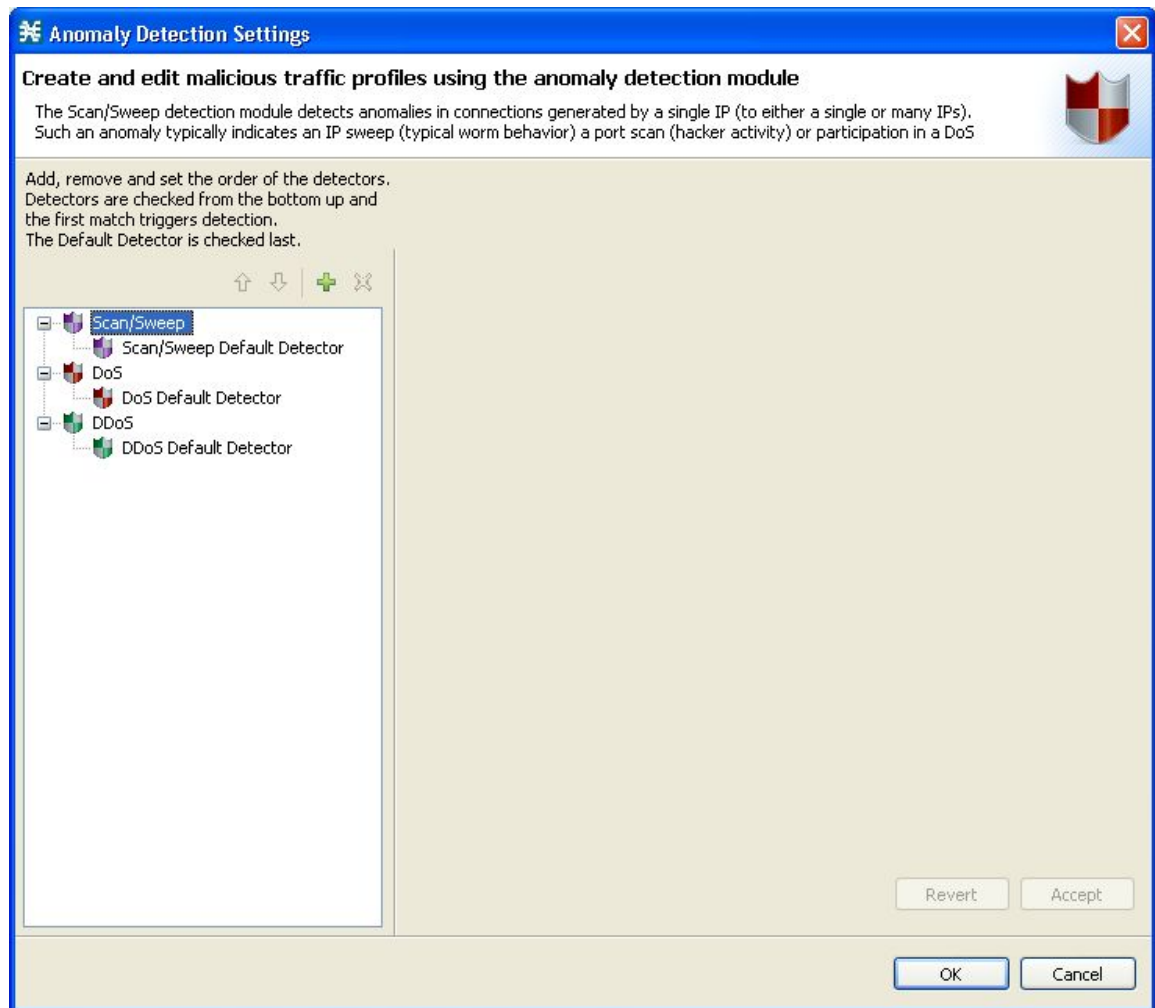 Anomaly Detection Settings
Create and edit malicious traffic profiles using the anomaly detection module
The Scan/Sweep detection module detects anomalies in connections generated by a single IP (to either a single or many IPs).
Such an anomaly typically indicates an IP sweep (typical worm behavior) a port scan (hacker activity) or participation in a DoS
Add, remove and set the order of the detectors.
Detectors are checked from the bottom up and
the first match triggers detection.
The Default Detector is checked last.
Scan/Sweep
Scan/Sweep Default Detector
DoS
DoS Default Detector
DDoS
DDoS Default Detector
Revert
Accept
OK
Cancel